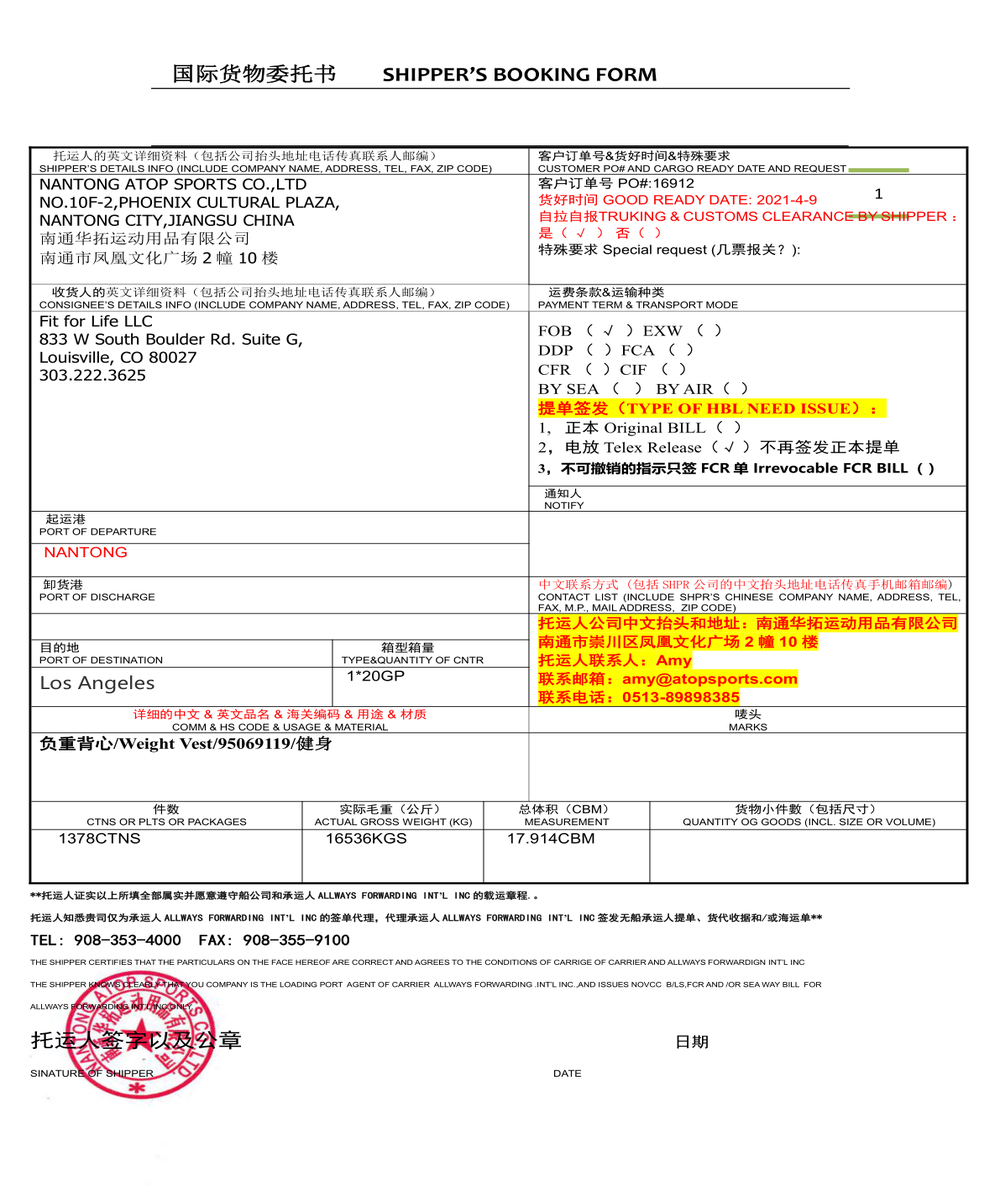 国际货物委托书 SHIPPER'S BOOKING FORM
托运人的英文详细资料（包括公司抬头地址电话传真联系人邮编）
SHIPPER'S DETAILS INFO (INCLUDE COMPANY NAME, ADDRESS, TEL, FAX, ZIP CODE)
客户订单号&货好时间&特殊要求
CUSTOMER PO# AND CARGO READY DATE AND REQUEST
NANTONG ATOP SPORTS CO.,LTD
NO.10F-2,PHOENIX CULTURAL PLAZA,
NANTONG CITY,JIANGSU CHINA
南通华拓运动用品有限公司
南通市凤凰文化广场 2 幢 10 楼
客户订单号 PO#:16912
1
货好时间 GOOD READY DATE: 2021-4-9
自拉自报TRUKING & CUSTOMS CLEARANCE BY SHIPPER ：
是（ √ ） 否（ ）
特殊要求 Special request (几票报关？):
收货人的英文详细资料（包括公司抬头地址电话传真联系人邮编）
CONSIGNEE'S DETAILS INFO (INCLUDE COMPANY NAME, ADDRESS, TEL, FAX, ZIP CODE)
运费条款&运输种类
PAYMENT TERM & TRANSPORT MODE
Fit for Life LLC
833 W South Boulder Rd. Suite G,
Louisville, CO 80027
303.222.3625
FOB （ √ ）EXW （ ）
DDP （ ）FCA （ ）
CFR （ ）CIF （ ）
BY SEA （ ） BY AIR（ ）
提单签发（TYPE OF HBL NEED ISSUE）：
1， 正本 Original BILL（ ）
2，电放 Telex Release（√ ）不再签发正本提单
3，不可撤销的指示只签 FCR 单 Irrevocable FCR BILL（ ）
通知人
NOTIFY
起运港
PORT OF DEPARTURE
NANTONG
卸货港
PORT OF DISCHARGE
中文联系方式（包括 SHPR 公司的中文抬头地址电话传真手机邮箱邮编）
CONTACT LIST (INCLUDE SHPR'S CHINESE COMPANY NAME, ADDRESS, TEL,
FAX, M.P., MAIL ADDRESS, ZIP CODE)
托运人公司中文抬头和地址：南通华拓运动用品有限公司
南通市崇川区凤凰文化广场 2 幢 10 楼
托运人联系人：Amy
联系邮箱：amy@atopsports.com
联系电话：0513-89898385
目的地
PORT OF DESTINATION
箱型箱量
TYPE&QUANTITY OF CNTR
Los Angeles
1*20GP
详细的中文 & 英文品名 & 海关编码 & 用途 & 材质
COMM & HS CODE & USAGE & MATERIAL
唛头
MARKS
负重背心/Weight Vest/95069119/健身
件数
CTNS OR PLTS OR PACKAGES
实际毛重（公斤）
ACTUAL GROSS WEIGHT (KG)
总体积（CBM）
MEASUREMENT
货物小件數（包括尺寸）
QUANTITY OG GOODS (INCL. SIZE OR VOLUME)
1378CTNS
16536KGS
17.914CBM
**托运人证实以上所填全部属实并愿意遵守船公司和承运人 ALLWAYS FORWARDING INT'L INC 的载运章程.。
托运人知悉贵司仅为承运人 ALLWAYS FORWARDING INT'L INC 的签单代理，代理承运人 ALLWAYS FORWARDING INT'L INC 签发无船承运人提单、货代收据和/或海运单**
TEL: 908-353-4000 FAX: 908-355-9100
THE SHIPPER CERTIFIES THAT THE PARTICULARS ON THE FACE HEREOF ARE CORRECT AND AGREES TO THE CONDITIONS OF CARRIGE OF CARRIER AND ALLWAYS FORWARDIGN INT'L INC
THE SHIPPER KNOWS CLEARLY THAT YOU COMPANY IS THE LOADING PORT AGENT OF CARRIER ALLWAYS FORWARDING .INT'L INC.,AND ISSUES NOVCC B/LS,FCR AND /OR SEA WAY BILL FOR
ALLWAYS FORWARDING INT'L INC ONLY.
托运人签字以及公章
日期
SINATURE OF SHIPPER
DATE
NANTONG ATOP SPORTS CO.,LTD.
南通华拓运动用品有限公司